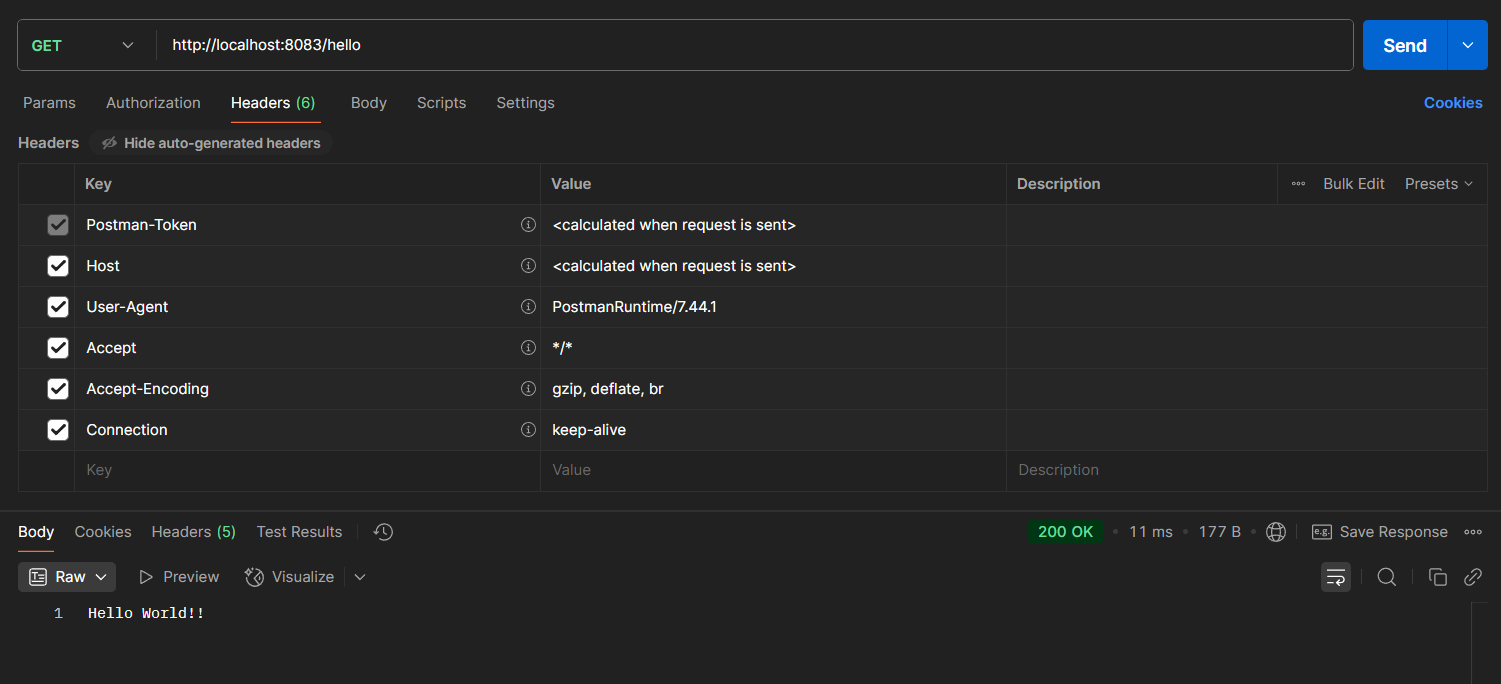 GET http://localhost:8083/hello Send
Params Authorization Headers (6) Body Scripts Settings Cookies
Headers Hide auto-generated headers
Key Value Description Bulk Edit Presets
Postman-Token <calculated when request is sent>
Host <calculated when request is sent>
User-Agent PostmanRuntime/7.44.1
Accept */*
Accept-Encoding gzip, deflate, br
Connection keep-alive
Key Value Description
Body Cookies Headers (5) Test Results 200 OK • 11 ms • 177 B • e.g. Save Response
Raw Preview Visualize
1 Hello World!!